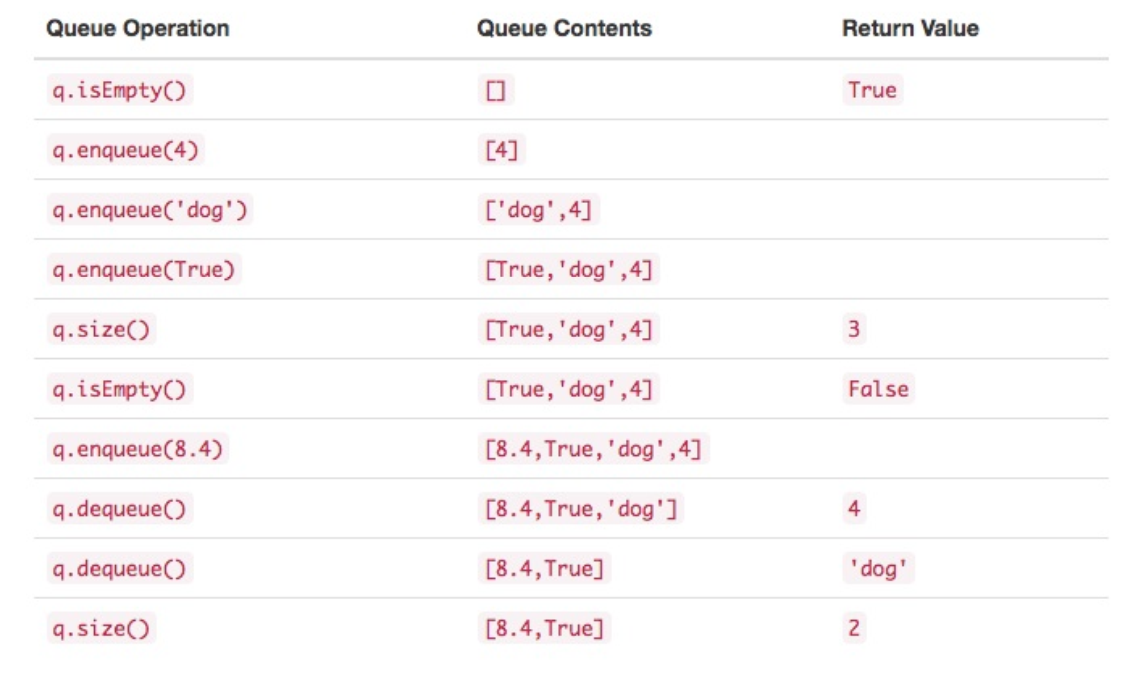 Queue Operation Queue Contents Return Value
q.isEmpty() [] True
q.enqueue(4) [4]
q.enqueue('dog') ['dog',4]
q.enqueue(True) [True,'dog',4]
q.size() [True,'dog',4] 3
q.isEmpty() [True,'dog',4] False
q.enqueue(8.4) [8.4,True,'dog',4]
q.dequeue() [8.4,True,'dog'] 4
q.dequeue() [8.4,True] 'dog'
q.size() [8.4,True] 2